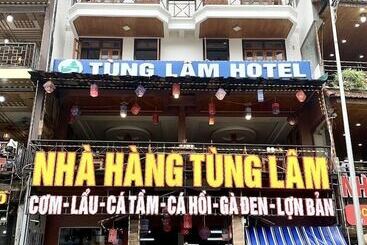 TÙNG LÂM HOTEL
NHÀ HÀNG TÙNG LÂM
CƠM-LẨU-CÁ TẦM-CÁ HỒI-GÀ ĐEN-LỢN BẢN